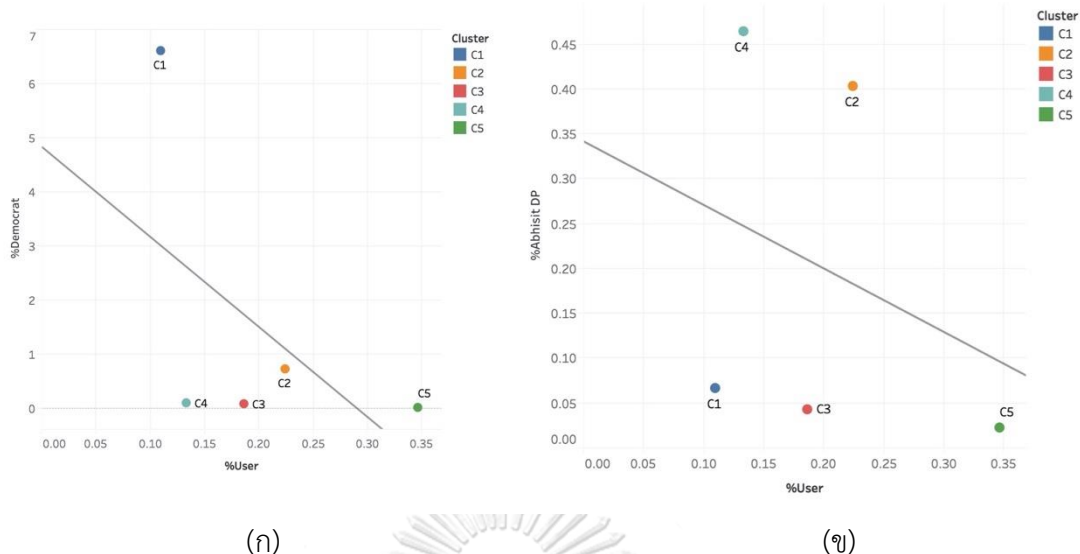 7
6
5
4
3
2
1
0
%Democrat
C1
C2
C4
C3
C5
0.00 0.05 0.10 0.15 0.20 0.25 0.30 0.35
%User
Cluster
C1
C2
C3
C4
C5
(ก)
0.45
0.40
0.35
0.30
0.25
0.20
0.15
0.10
0.05
0.00
%Abhisit DP
C4
C2
C1
C3
C5
0.00 0.05 0.10 0.15 0.20 0.25 0.30 0.35
%User
Cluster
C1
C2
C3
C4
C5
(ข)